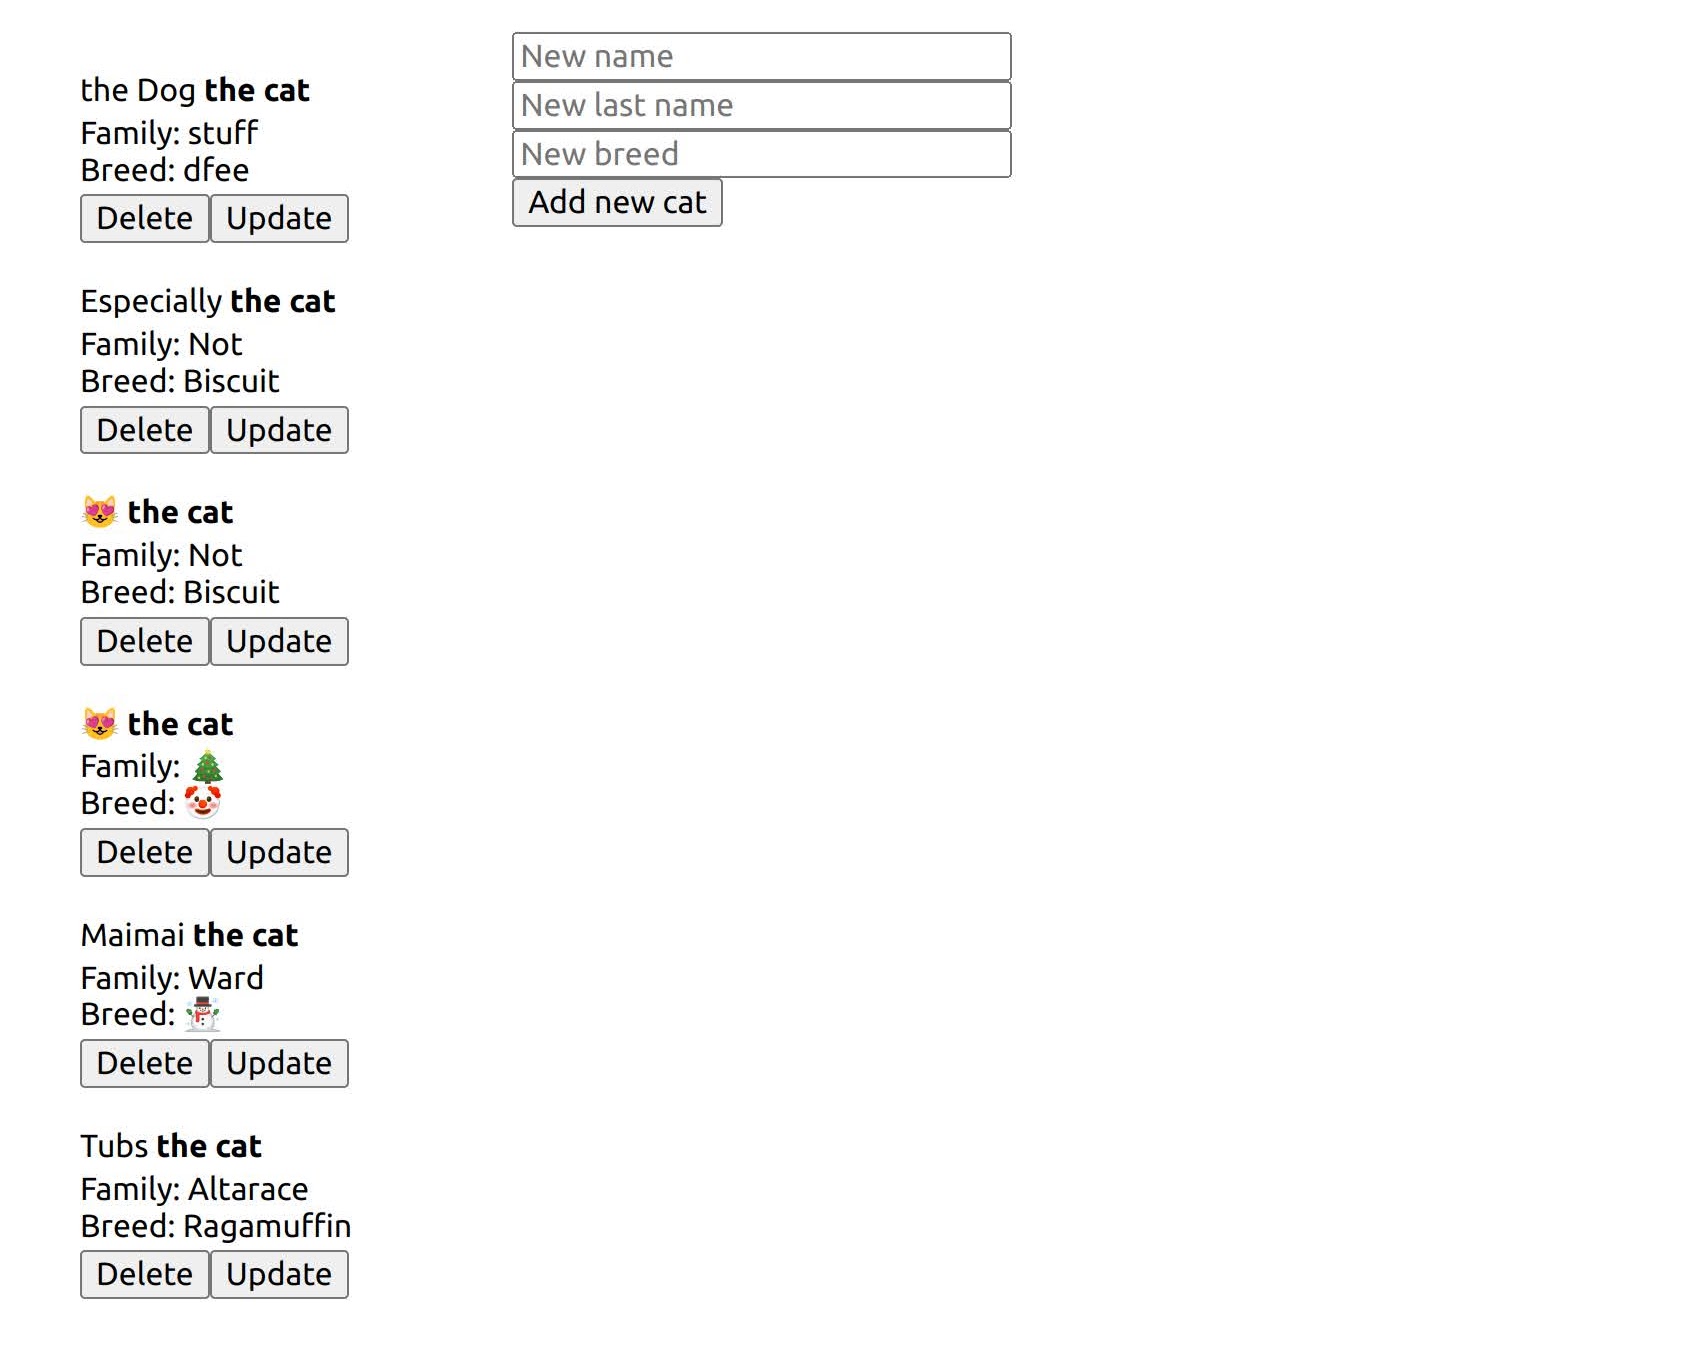 the Dog the cat
Family: stuff
Breed: dfee
Delete Update
Especially the cat
Family: Not
Breed: Biscuit
Delete Update
😻 the cat
Family: Not
Breed: Biscuit
Delete Update
😻 the cat
Family: 🎄
Breed: 🤡
Delete Update
Maimai the cat
Family: Ward
Breed: ☃️
Delete Update
Tubs the cat
Family: Altarace
Breed: Ragamuffin
Delete Update
New name
New last name
New breed
Add new cat